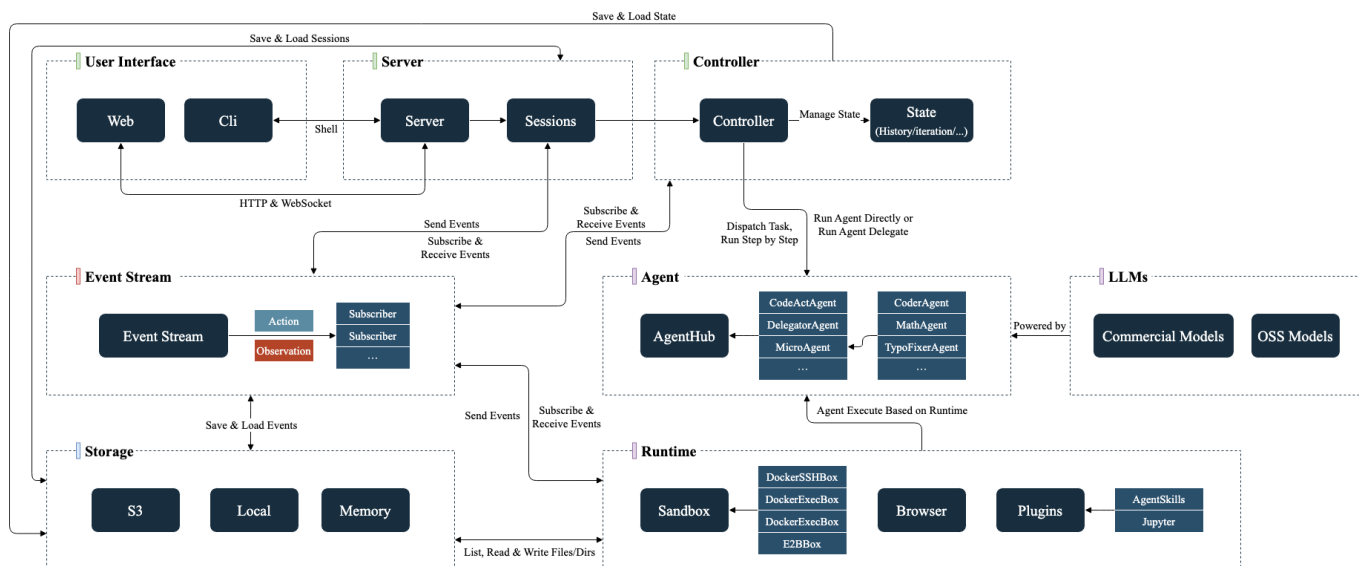 Save & Load State
Save & Load Sessions
User Interface
Server
Controller
Web
Cli
Shell
Server
Sessions
Controller
Manage State
State
(History/iteration/...)
HTTP & WebSocket
Send Events
Subscribe &
Receive Events
Subscribe &
Receive Events
Send Events
Dispatch Task,
Run Step by Step
Run Agent Directly or
Run Agent Delegate
Event Stream
Agent
LLMs
Event Stream
Action
Observation
Subscriber
Subscriber
...
AgentHub
CodeActAgent
DelegatorAgent
MicroAgent
...
CoderAgent
MathAgent
TypoFixerAgent
...
Powered by
Commercial Models
OSS Models
Save & Load Events
Send Events
Subscribe &
Receive Events
Agent Execute Based on Runtime
Storage
Runtime
S3
Local
Memory
List, Read & Write Files/Dirs
Sandbox
DockerSSHBox
DockerExecBox
DockerExecBox
E2BBox
Browser
Plugins
AgentSkills
Jupyter